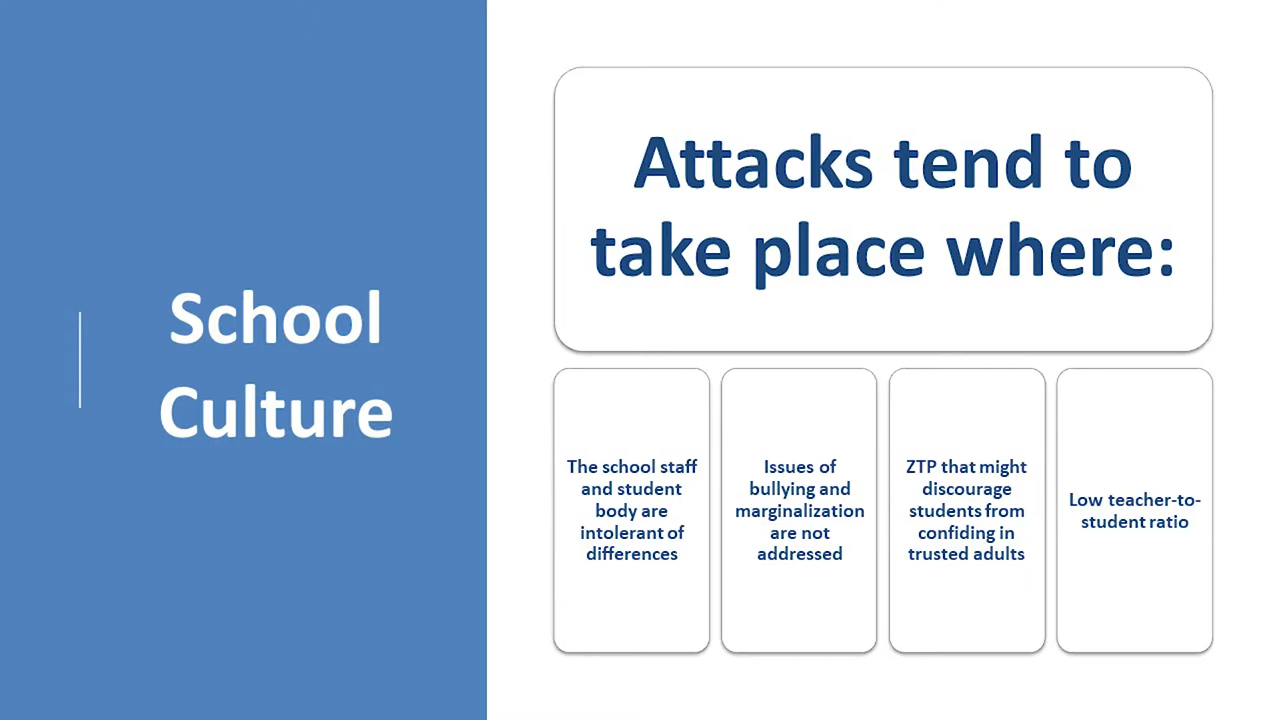 School
Culture
Attacks tend to
take place where:
The school staff
and student
body are
intolerant of
differences
Issues of
bullying and
marginalization
are not
addressed
ZTP that might
discourage
students from
confiding in
trusted adults
Low teacher-to-
student ratio